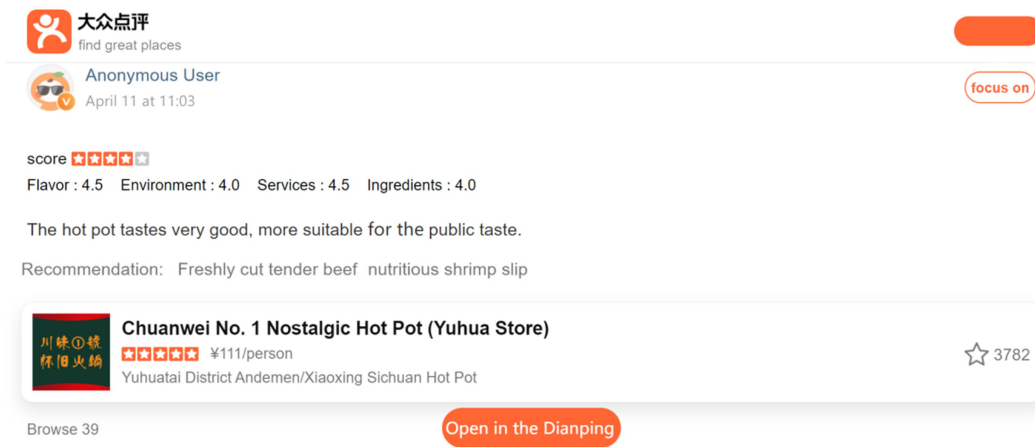 大众点评
find great places
Anonymous User
April 11 at 11:03
focus on
score
Flavor : 4.5 Environment : 4.0 Services : 4.5 Ingredients : 4.0
The hot pot tastes very good, more suitable for the public taste.
Recommendation: Freshly cut tender beef nutritious shrimp slip
川味①號
怀旧火鍋
Chuanwei No. 1 Nostalgic Hot Pot (Yuhua Store)
¥111/person
3782
Yuhuatai District Andemen/Xiaoxing Sichuan Hot Pot
Browse 39
Open in the Dianping